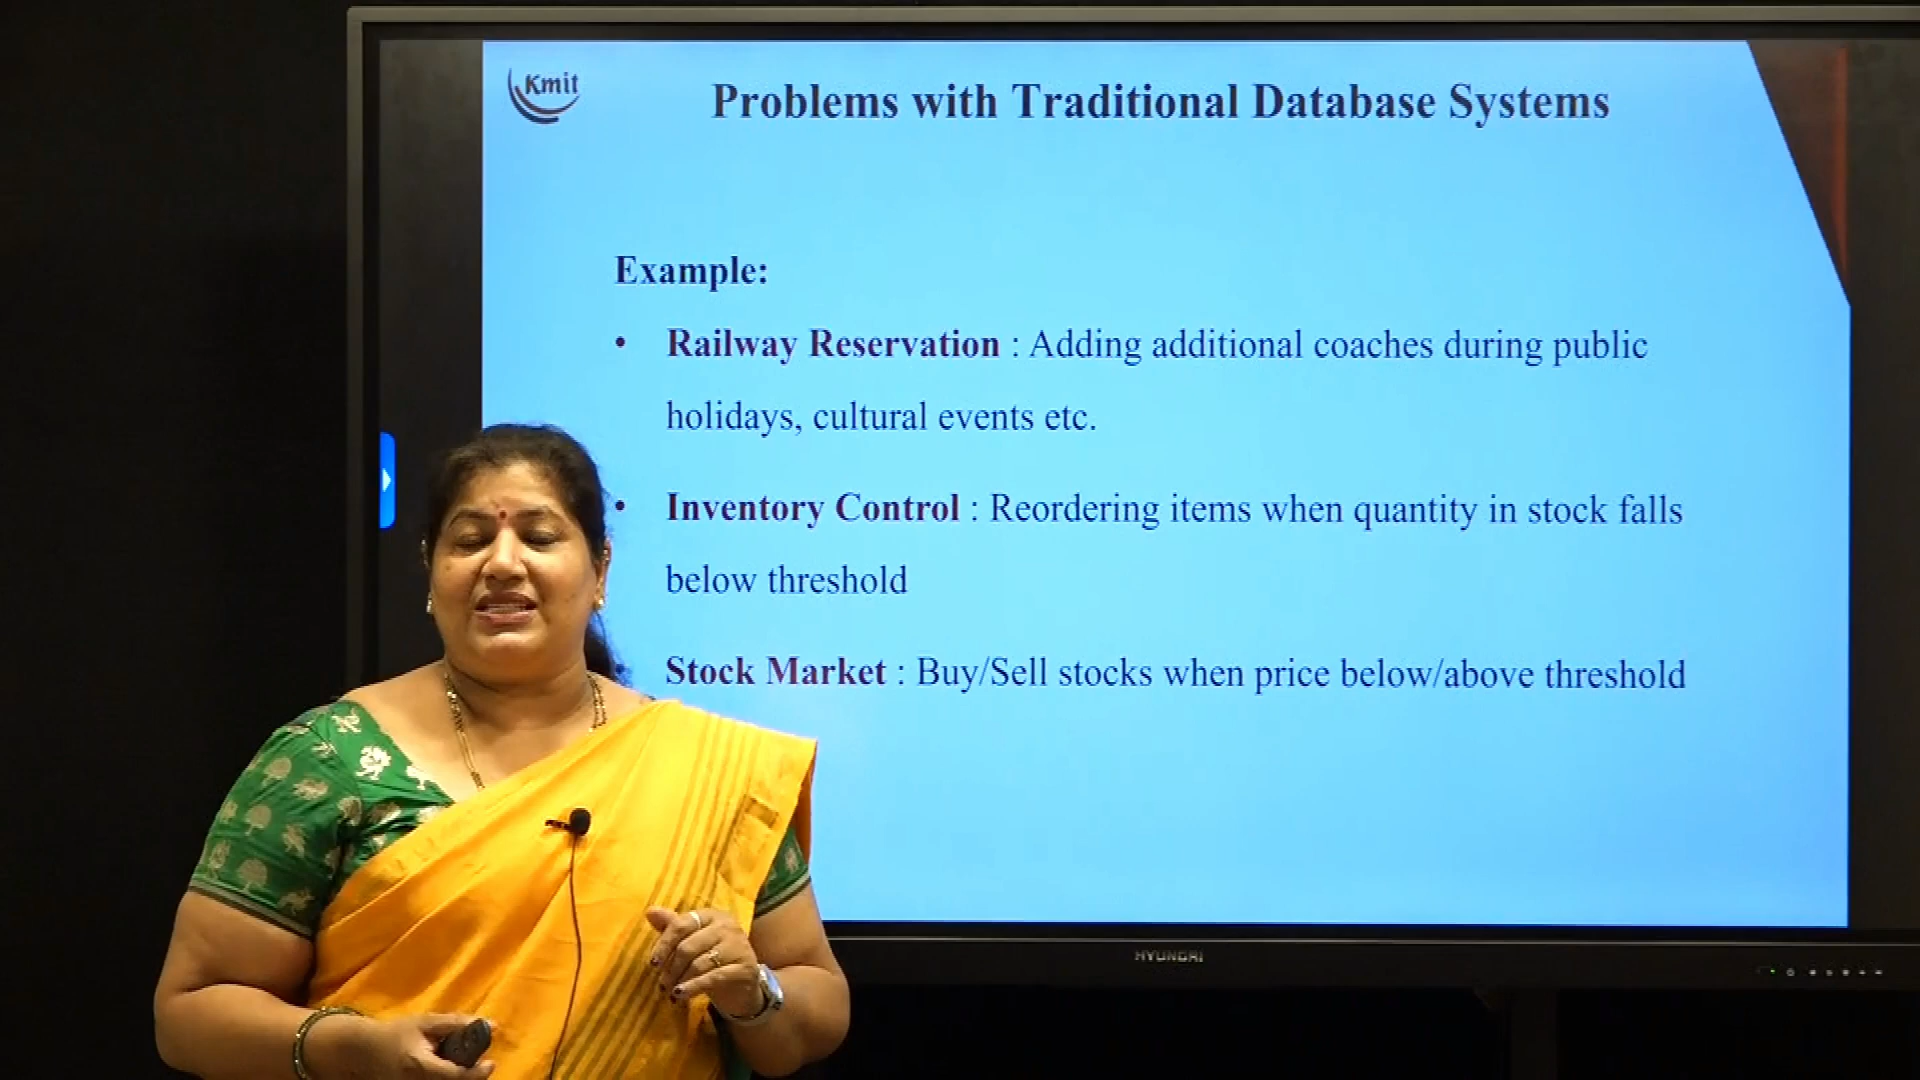 Kmit
Problems with Traditional Database Systems
Example:
• Railway Reservation : Adding additional coaches during public
holidays, cultural events etc.
• Inventory Control : Reordering items when quantity in stock falls
below threshold
Stock Market : Buy/Sell stocks when price below/above threshold
HYUNDAI